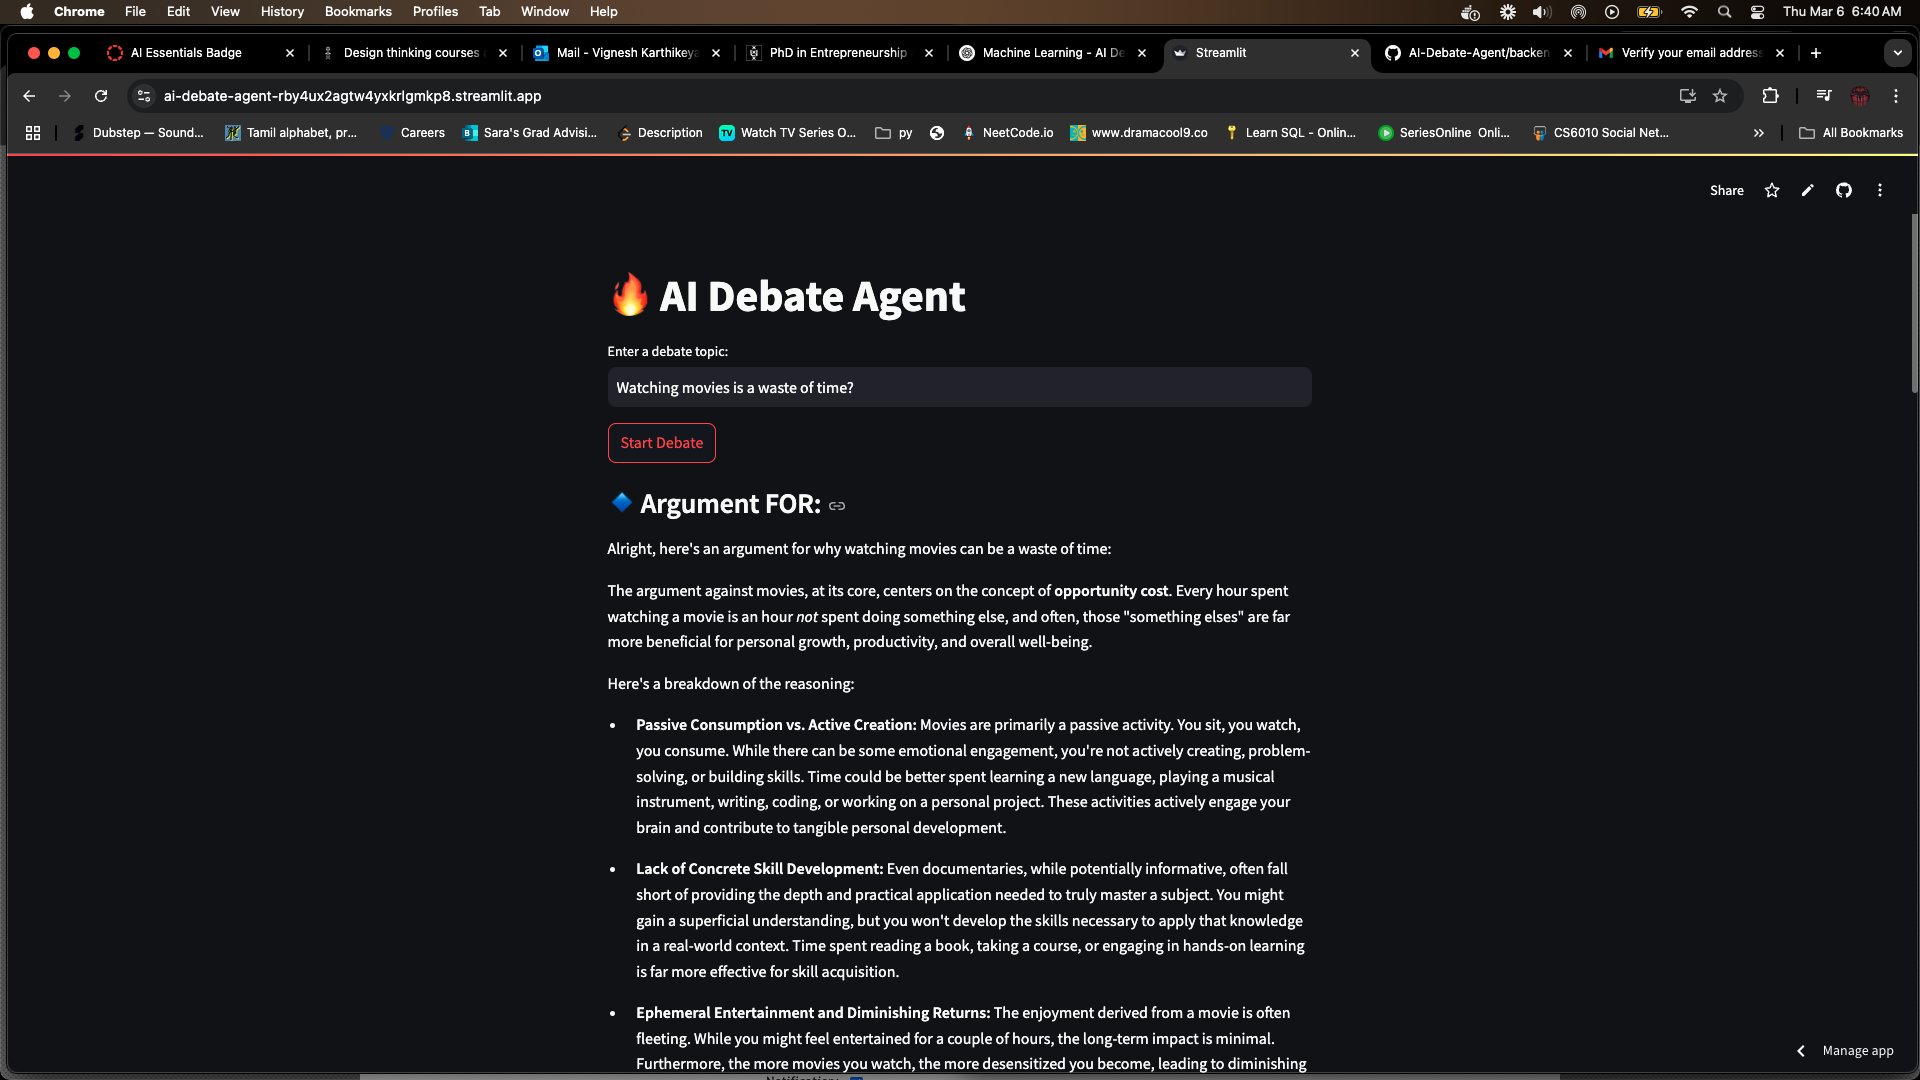 Chrome File Edit View History Bookmarks Profiles Tab Window Help Thu Mar 6 6:40 AM
AI Essentials Badge Design thinking courses Mail - Vignesh Karthikeya PhD in Entrepreneurship Machine Learning - AI De Streamlit AI-Debate-Agent/backen Verify your email address
ai-debate-agent-rby4ux2agtw4yxkrlgmkp8.streamlit.app
Dubstep — Sound... Tamil alphabet, pr... Careers Sara's Grad Advisi... Description Watch TV Series O... py NeetCode.io www.dramacool9.co Learn SQL - Onlin... SeriesOnline Onli... CS6010 Social Net... » All Bookmarks
Share
🔥 AI Debate Agent
Enter a debate topic:
Watching movies is a waste of time?
Start Debate
🔷 Argument FOR:
Alright, here's an argument for why watching movies can be a waste of time:
The argument against movies, at its core, centers on the concept of opportunity cost. Every hour spent
watching a movie is an hour not spent doing something else, and often, those "something elses" are far
more beneficial for personal growth, productivity, and overall well-being.
Here's a breakdown of the reasoning:
• Passive Consumption vs. Active Creation: Movies are primarily a passive activity. You sit, you watch,
you consume. While there can be some emotional engagement, you're not actively creating, problem-
solving, or building skills. Time could be better spent learning a new language, playing a musical
instrument, writing, coding, or working on a personal project. These activities actively engage your
brain and contribute to tangible personal development.
• Lack of Concrete Skill Development: Even documentaries, while potentially informative, often fall
short of providing the depth and practical application needed to truly master a subject. You might
gain a superficial understanding, but you won't develop the skills necessary to apply that knowledge
in a real-world context. Time spent reading a book, taking a course, or engaging in hands-on learning
is far more effective for skill acquisition.
• Ephemeral Entertainment and Diminishing Returns: The enjoyment derived from a movie is often
fleeting. While you might feel entertained for a couple of hours, the long-term impact is minimal.
Furthermore, the more movies you watch, the more desensitized you become, leading to diminishing
Manage app